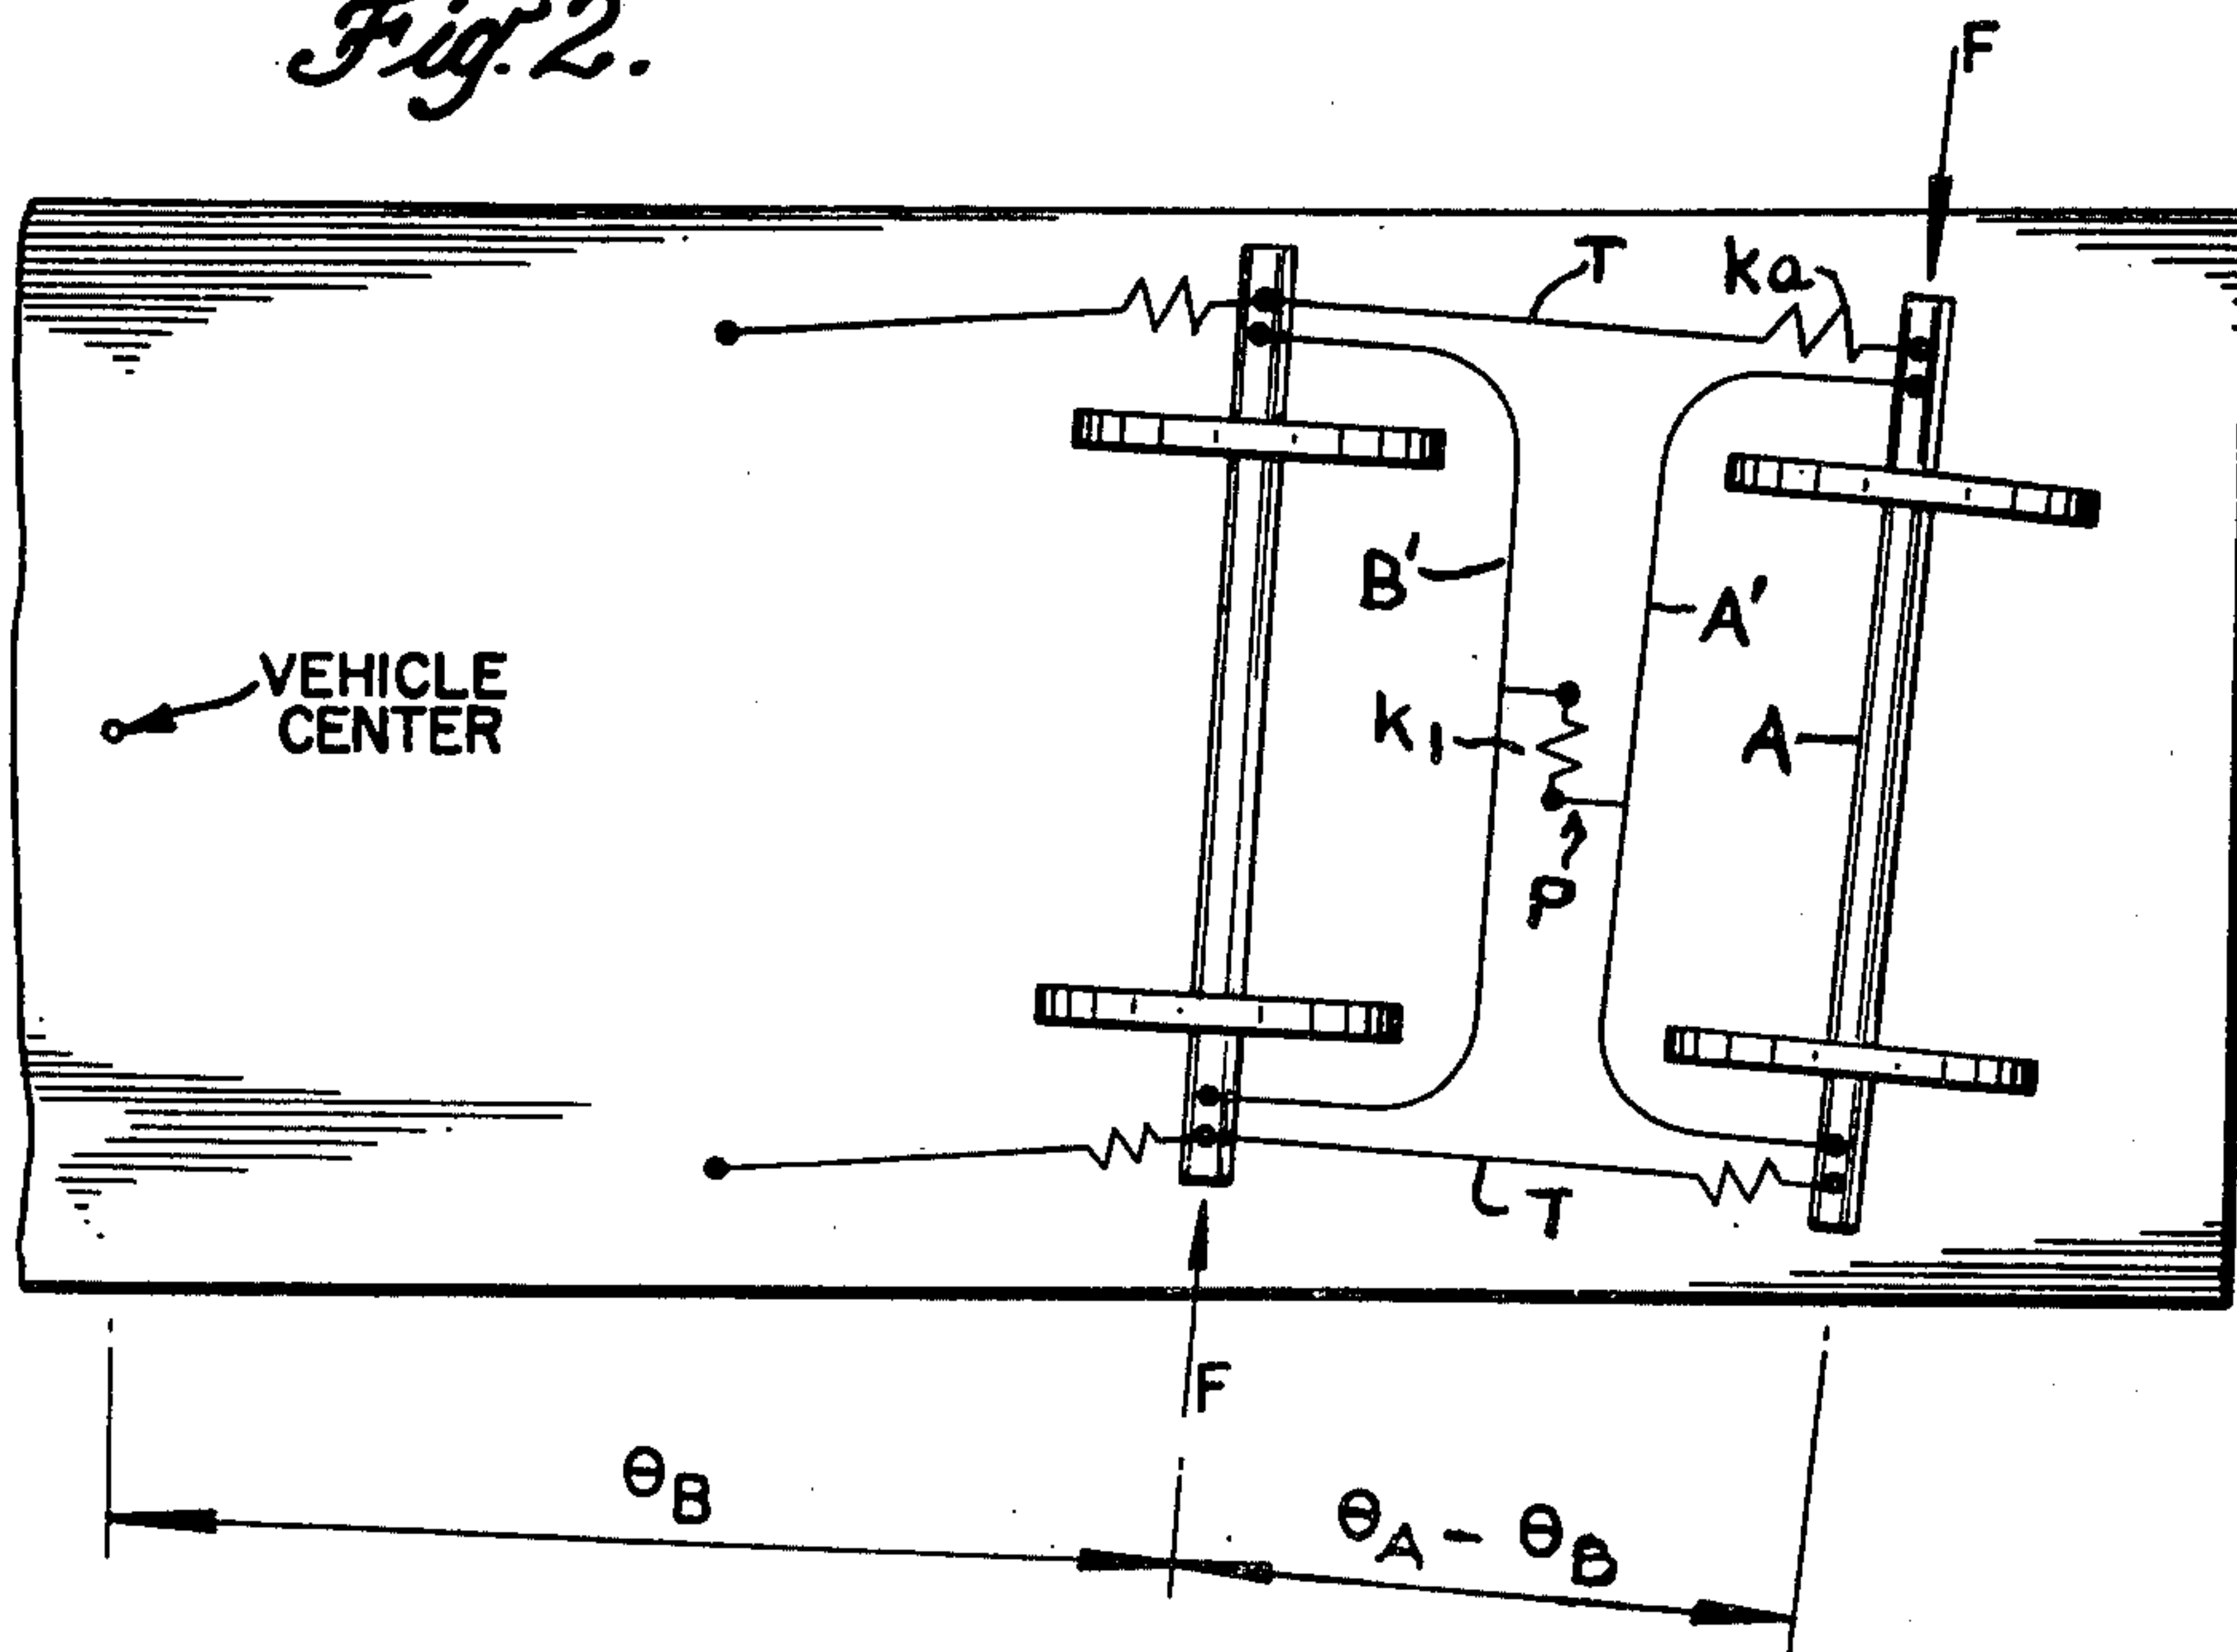 Fig. 2.
F
T
ka
B'
A'
VEHICLE
CENTER
K1
A
P
T
F
θB
θA - θB